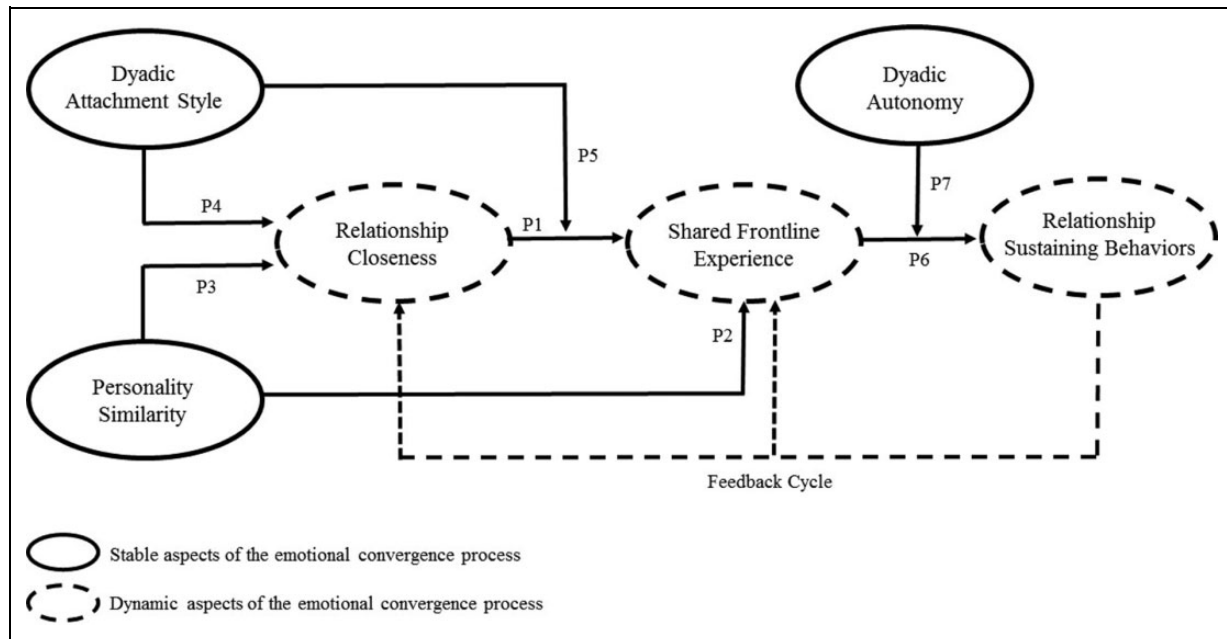 Dyadic
Attachment Style
Dyadic
Autonomy
P5
P7
P4
Relationship
Closeness
P1
Shared Frontline
Experience
P6
Relationship
Sustaining Behaviors
P3
P2
Personality
Similarity
Feedback Cycle
Stable aspects of the emotional convergence process
Dynamic aspects of the emotional convergence process